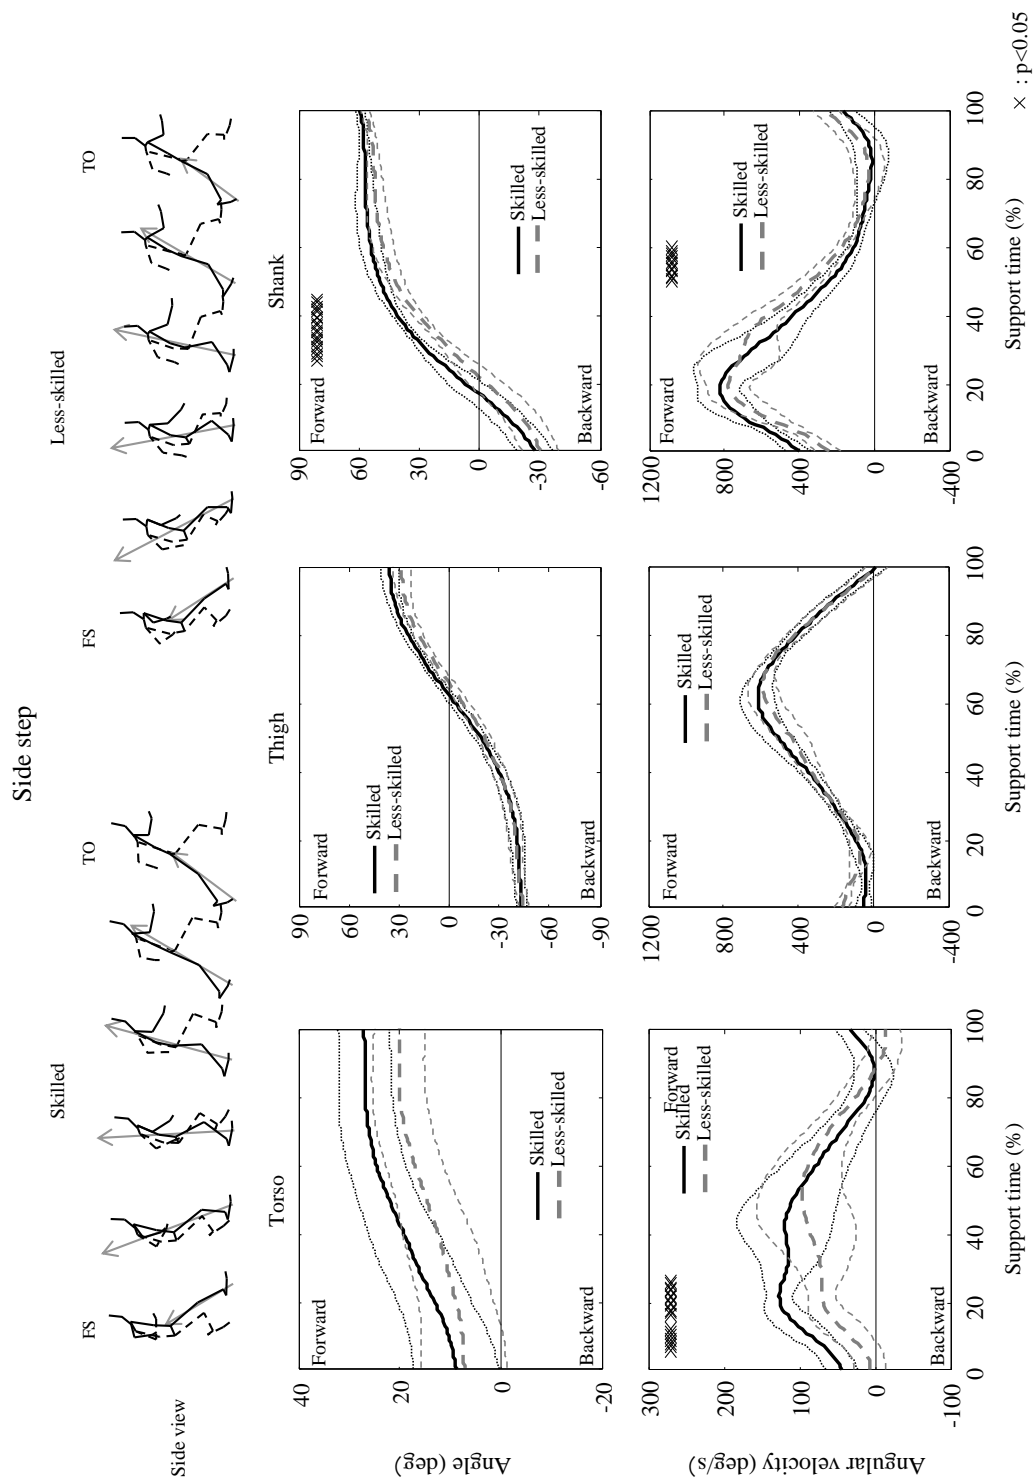 Side step
Skilled
Less-skilled
FS
TO
FS
TO
Side view
Torso
Thigh
Shank
Angle (deg)
40
20
0
-20
Forward
Backward
Skilled
Less-skilled
90
60
30
0
-30
-60
-90
Forward
Backward
Skilled
Less-skilled
90
60
30
0
-30
-60
Forward
Backward
Skilled
Less-skilled
Angular velocity (deg/s)
300
200
100
0
-100
Forward
Skilled
Less-skilled
Backward
0 20 40 60 80 100
Support time (%)
1200
800
400
0
-400
Forward
Skilled
Less-skilled
Backward
0 20 40 60 80 100
Support time (%)
1200
800
400
0
-400
Forward
Skilled
Less-skilled
Backward
0 20 40 60 80 100
Support time (%)
× : p<0.05